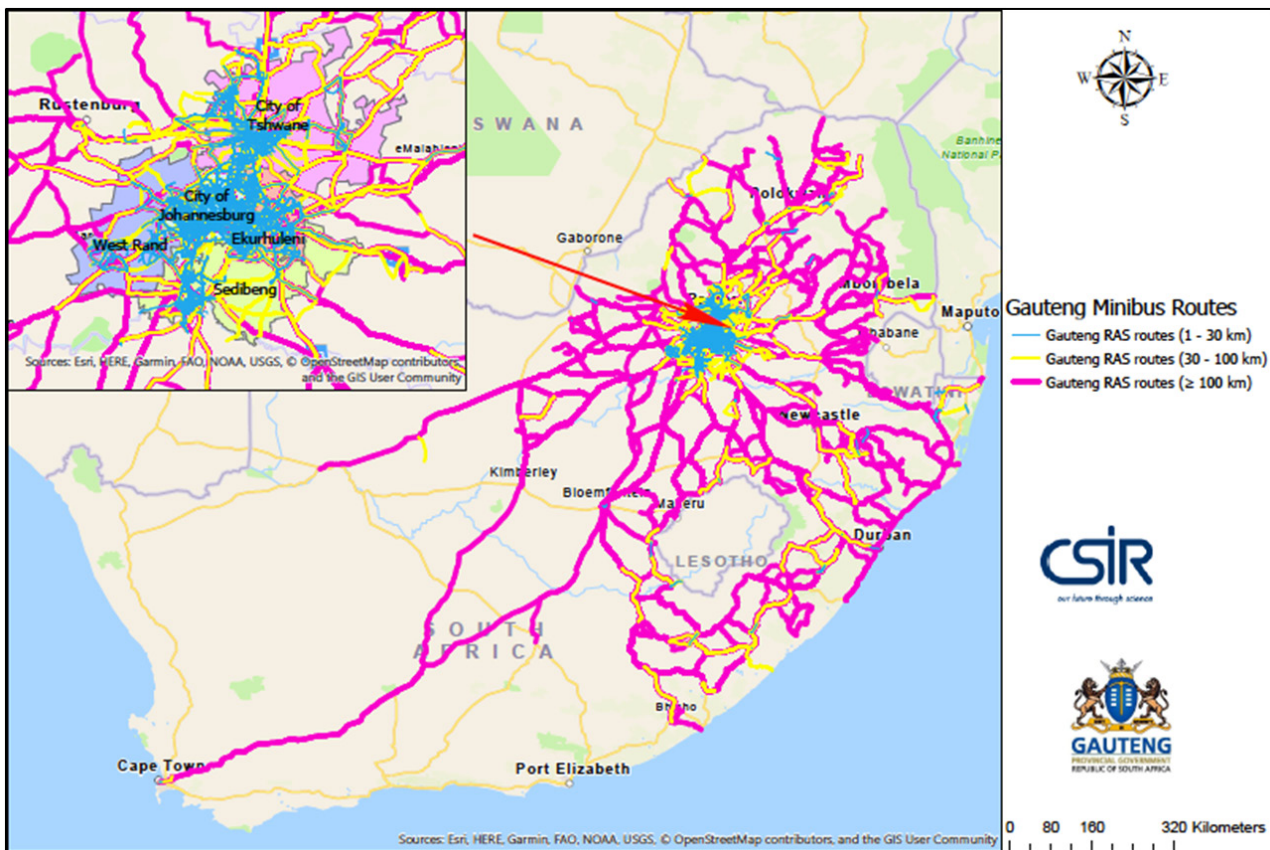 Rustenburg
City of
Tshwane
City of
Johannesburg
West Rand
Ekurhuleni
Sedibeng
Sources: Esri, HERE, Garmin, FAO, NOAA, USGS, © OpenStreetMap contributors,
and the GIS User Community
SWANA
Banhine
National
Gaborone
Maputo
Newcastle
Kimberley
Maseru
Durban
LESOTHO
SOUTH
AFRICA
Bhisho
Cape Town
Port Elizabeth
Sources: Esri, HERE, Garmin, FAO, NOAA, USGS, © OpenStreetMap contributors, and the GIS User Community
N
W
E
S
Gauteng Minibus Routes
Gauteng RAS routes (1 - 30 km)
Gauteng RAS routes (30 - 100 km)
Gauteng RAS routes (≥ 100 km)
CSIR
our future through science
GAUTENG
PROVINCIAL GOVERNMENT
REPUBLIC OF SOUTH AFRICA
0 80 160 320 Kilometers